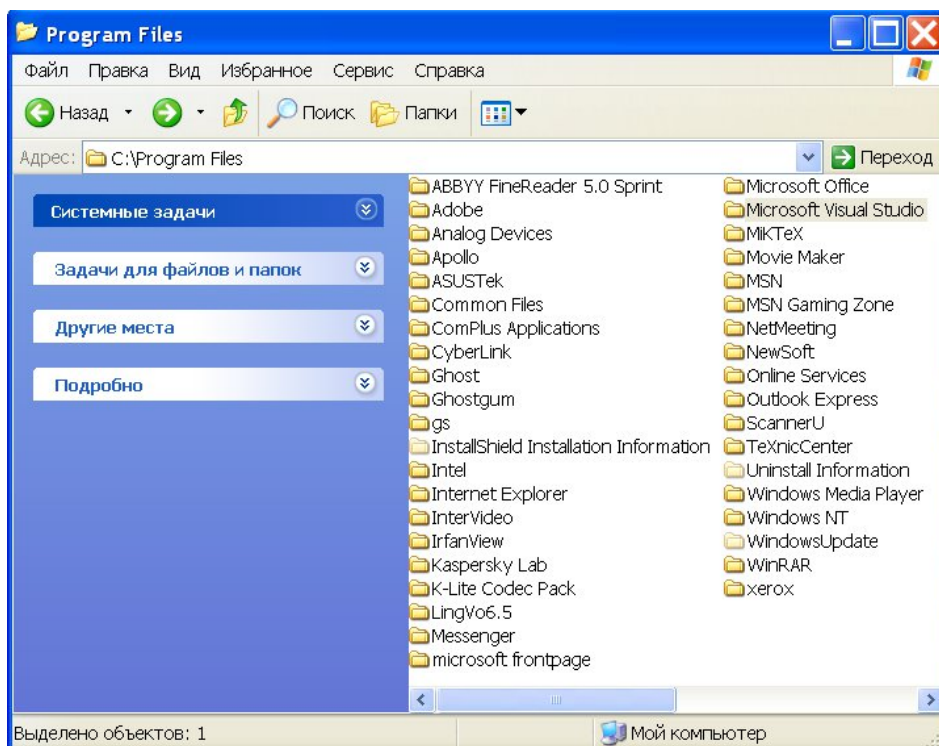 Program Files
Файл Правка Вид Избранное Сервис Справка
Назад Поиск Папки
Адрес: C:\Program Files Переход
Системные задачи
Задачи для файлов и папок
Другие места
Подробно
ABBYY FineReader 5.0 Sprint
Adobe
Analog Devices
Apollo
ASUSTek
Common Files
ComPlus Applications
CyberLink
Ghost
Ghostgum
gs
InstallShield Installation Information
Intel
Internet Explorer
InterVideo
IrfanView
Kaspersky Lab
K-Lite Codec Pack
LingVo6.5
Messenger
microsoft frontpage
Microsoft Office
Microsoft Visual Studio
MiKTeX
Movie Maker
MSN
MSN Gaming Zone
NetMeeting
NewSoft
Online Services
Outlook Express
ScannerU
TeXnicCenter
Uninstall Information
Windows Media Player
Windows NT
WindowsUpdate
WinRAR
xerox
Выделено объектов: 1 Мой компьютер